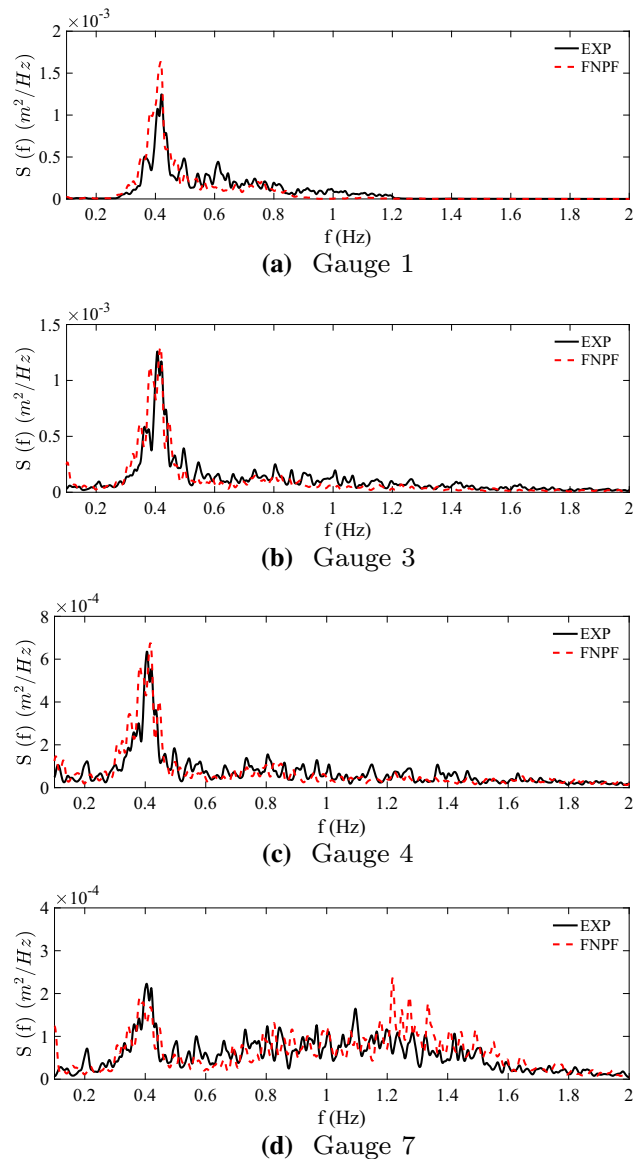 ×10⁻³
2
1.5
1
0.5
0
S (f) (m²/Hz)
EXP
FNPF
0.2 0.4 0.6 0.8 1 1.2 1.4 1.6 1.8 2
f (Hz)
(a) Gauge 1
×10⁻³
1.5
1
0.5
0
S (f) (m²/Hz)
EXP
FNPF
0.2 0.4 0.6 0.8 1 1.2 1.4 1.6 1.8 2
f (Hz)
(b) Gauge 3
×10⁻⁴
8
6
4
2
0
S (f) (m²/Hz)
EXP
FNPF
0.2 0.4 0.6 0.8 1 1.2 1.4 1.6 1.8 2
f (Hz)
(c) Gauge 4
×10⁻⁴
4
3
2
1
0
S (f) (m²/Hz)
EXP
FNPF
0.2 0.4 0.6 0.8 1 1.2 1.4 1.6 1.8 2
f (Hz)
(d) Gauge 7